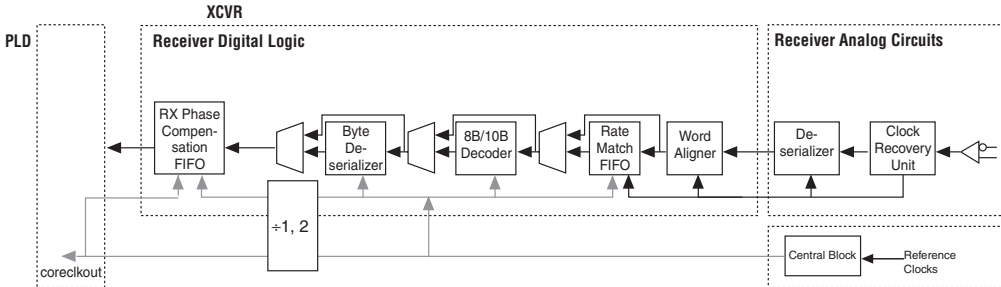 XCVR
PLD
Receiver Digital Logic
Receiver Analog Circuits
RX Phase
Compen-
sation
FIFO
Byte
De-
serializer
8B/10B
Decoder
Rate
Match
FIFO
Word
Aligner
De-
serializer
Clock
Recovery
Unit
÷1, 2
coreclkout
Central Block
Reference
Clocks